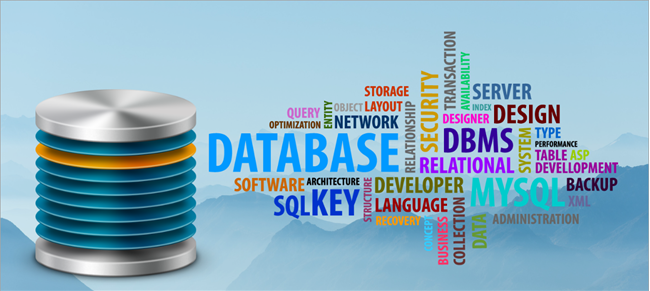 STORAGE
QUERY
ENTITY
OBJECT
LAYOUT
OPTIMIZATION
NETWORK
DATABASE
RELATIONSHIP
SECURITY
TRANSACTION
AVAILABILITY
SERVER
INDEX
DESIGNER
DESIGN
DBMS
SYSTEM
TYPE
PERFORMANCE
RELATIONAL
TABLE
ASP
DEVELLOPMENT
SOFTWARE
ARCHITECTURE
STRUCTURE
DEVELOPER
MYSQL
BACKUP
SQL
KEY
LANGUAGE
XML
RECOVERY
CONCEPT
BUSINESS
COLLECTION
DATA
ADMINISTRATION